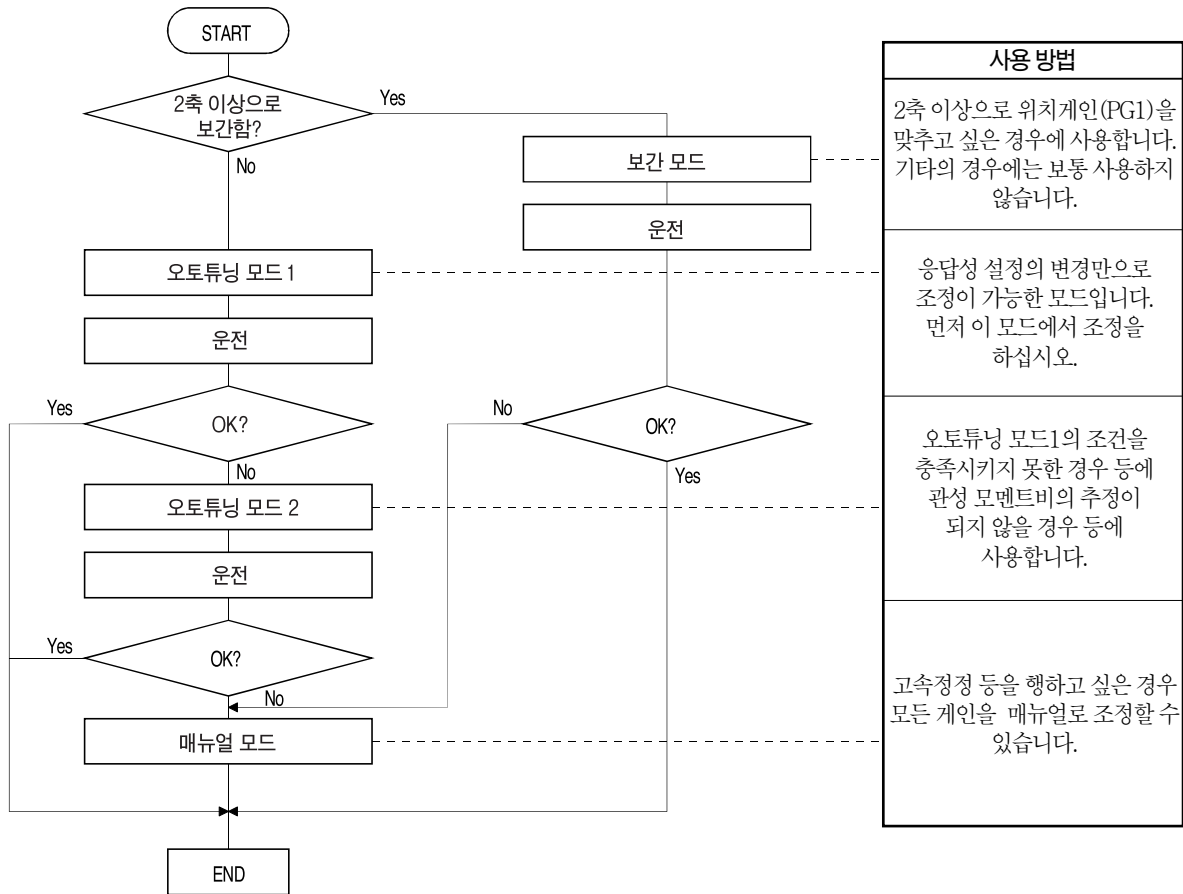 START
2축 이상으로
보간함?
Yes
No
보간 모드
운전
오토튜닝 모드 1
운전
Yes
OK?
No
No
OK?
Yes
오토튜닝 모드 2
운전
Yes
OK?
No
매뉴얼 모드
END
사용 방법
2축 이상으로 위치게인(PG1)을
맞추고 싶은 경우에 사용합니다.
기타의 경우에는 보통 사용하지
않습니다.
응답성 설정의 변경만으로
조정이 가능한 모드입니다.
먼저 이 모드에서 조정을
하십시오.
오토튜닝 모드1의 조건을
충족시키지 못한 경우 등에
관성 모멘트비의 추정이
되지 않을 경우 등에
사용합니다.
고속정정 등을 행하고 싶은 경우
모든 게인을 매뉴얼로 조정할 수
있습니다.